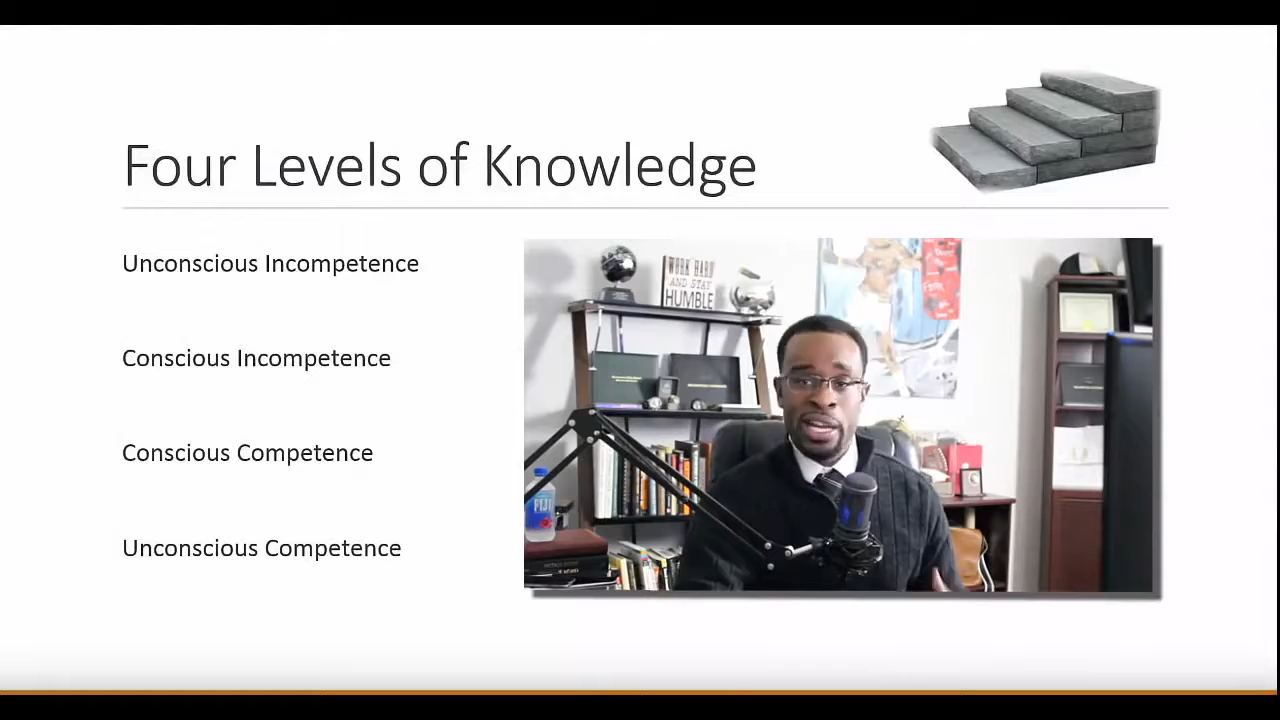 Four Levels of Knowledge
Unconscious Incompetence
Conscious Incompetence
Conscious Competence
Unconscious Competence
WORK HARD
AND STAY
HUMBLE
FIJI